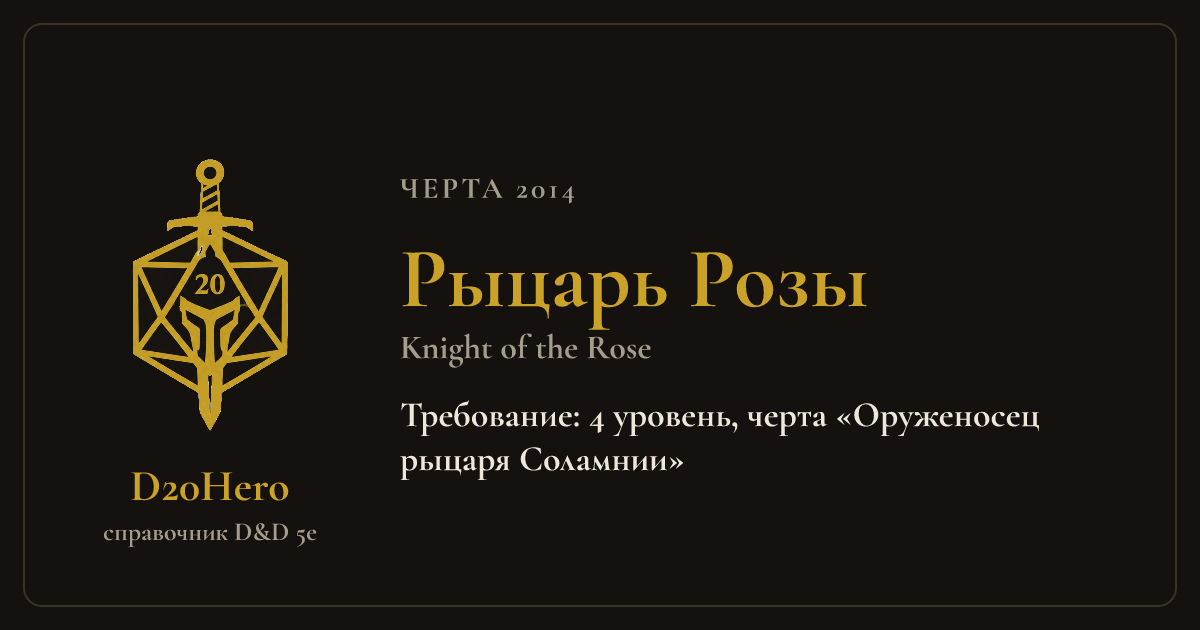 ЧЕРТА 2014
Рыцарь Розы
Knight of the Rose
Требование: 4 уровень, черта «Оруженосец
рыцаря Соламнии»
20
D20Hero
справочник D&D 5e